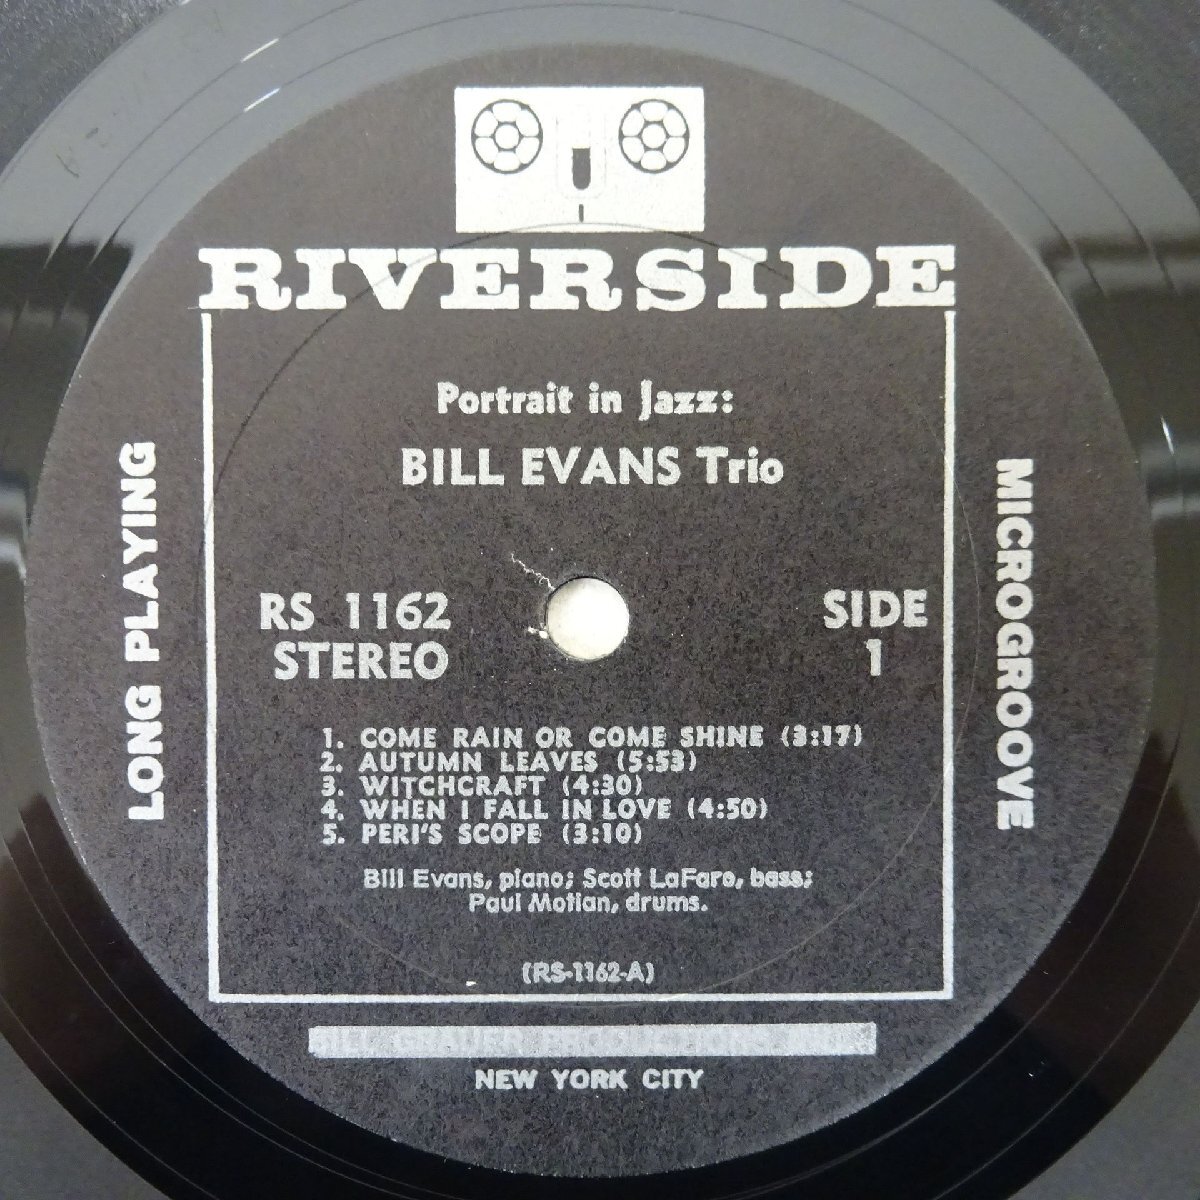 RIVERSIDE
Portrait in Jazz:
BILL EVANS Trio
LONG PLAYING
MICROGROOVE
RS 1162
STEREO
SIDE
1
1. COME RAIN OR COME SHINE (3:17)
2. AUTUMN LEAVES (5:53)
3. WITCHCRAFT (4:30)
4. WHEN I FALL IN LOVE (4:50)
5. PERI'S SCOPE (3:10)
Bill Evans, piano; Scott LaFaro, bass;
Paul Motian, drums.
(RS-1162-A)
BILL GRAUER PRODUCTIONS
NEW YORK CITY